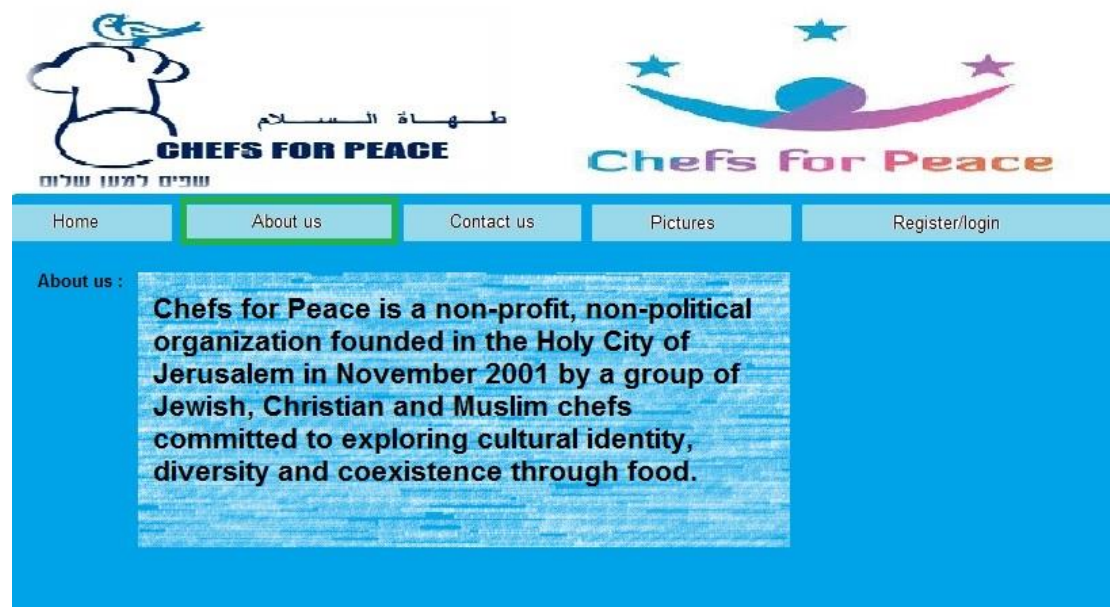 طهاة السلام
CHEFS FOR PEACE
שפים למען שלום
Chefs for Peace
Home
About us
Contact us
Pictures
Register/login
About us :
Chefs for Peace is a non-profit, non-political
organization founded in the Holy City of
Jerusalem in November 2001 by a group of
Jewish, Christian and Muslim chefs
committed to exploring cultural identity,
diversity and coexistence through food.